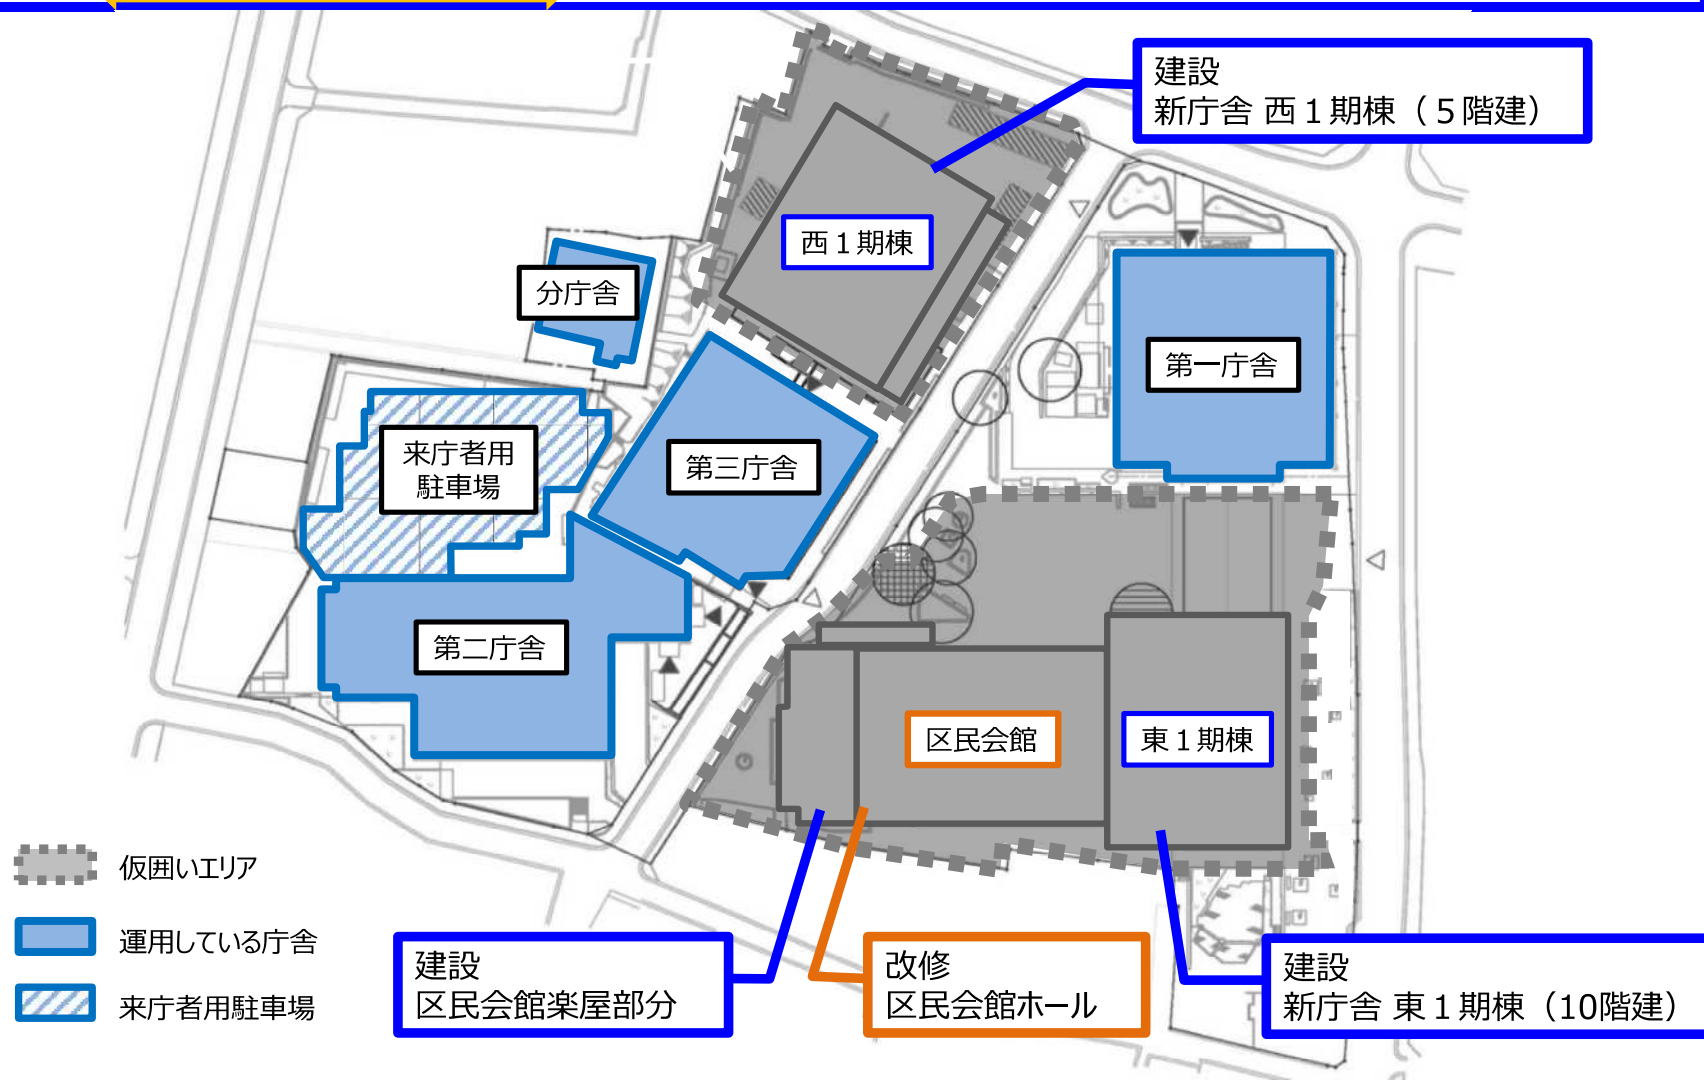 建設
新庁舎 西１期棟（５階建）
西１期棟
分庁舎
第一庁舎
来庁者用
駐車場
第三庁舎
第二庁舎
区民会館
東１期棟
仮囲いエリア
運用している庁舎
来庁者用駐車場
建設
区民会館楽屋部分
改修
区民会館ホール
建設
新庁舎 東１期棟（10階建）